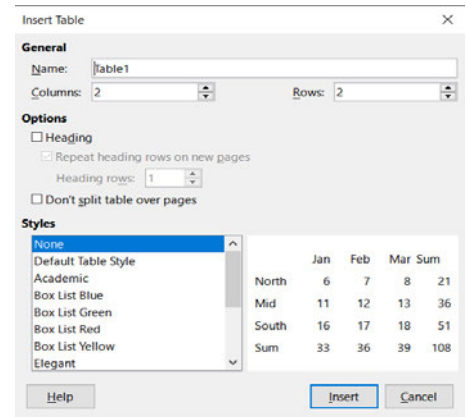 Insert Table
General
Name: Table1
Columns: 2 Rows: 2
Options
Heading
Repeat heading rows on new pages
Heading rows: 1
Don't split table over pages
Styles
None
Default Table Style
Academic
Box List Blue
Box List Green
Box List Red
Box List Yellow
Elegant
Jan Feb Mar Sum
North 6 7 8 21
Mid 11 12 13 36
South 16 17 18 51
Sum 33 36 39 108
Help Insert Cancel